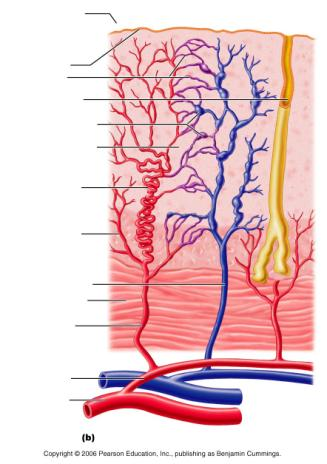 (b)
Copyright © 2006 Pearson Education, Inc., publishing as Benjamin Cummings.